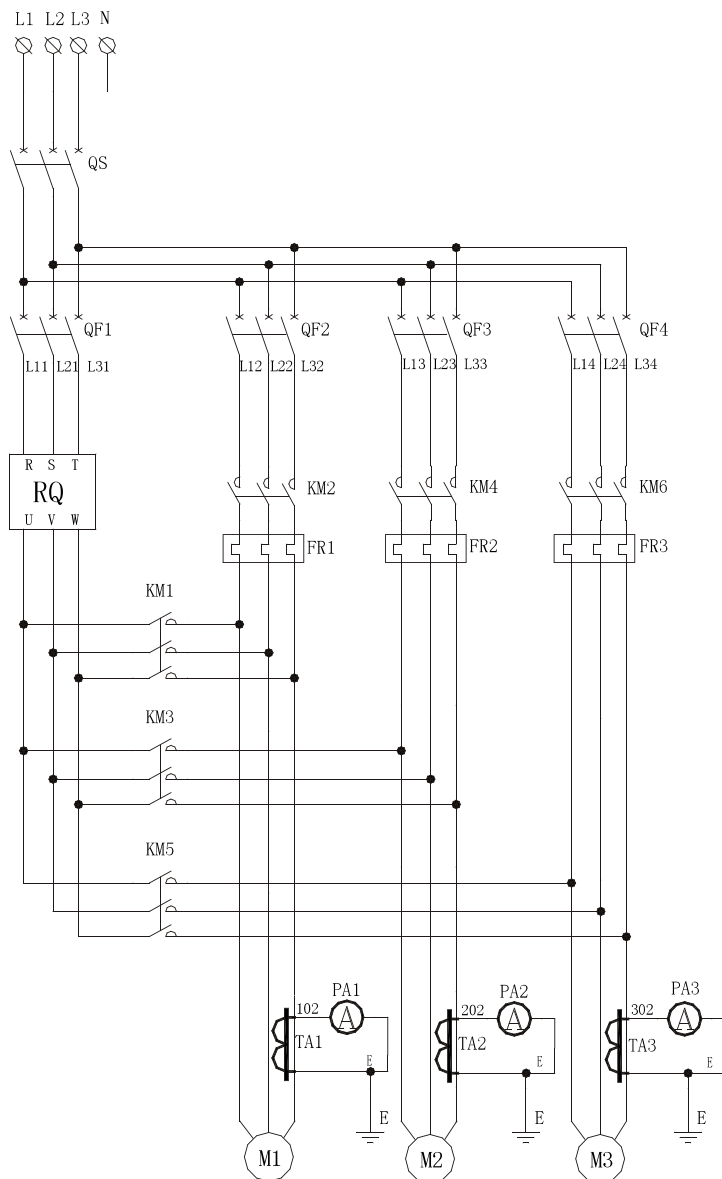 L1 L2 L3 N
QS
QF1 QF2 QF3 QF4
L11 L21 L31 L12 L22 L32 L13 L23 L33 L14 L24 L34
R S T
RQ
U V W
KM2 KM4 KM6
FR1 FR2 FR3
KM1
KM3
KM5
PA1 PA2 PA3
102 202 302
A A A
TA1 TA2 TA3
E E E
E E E
M1 M2 M3